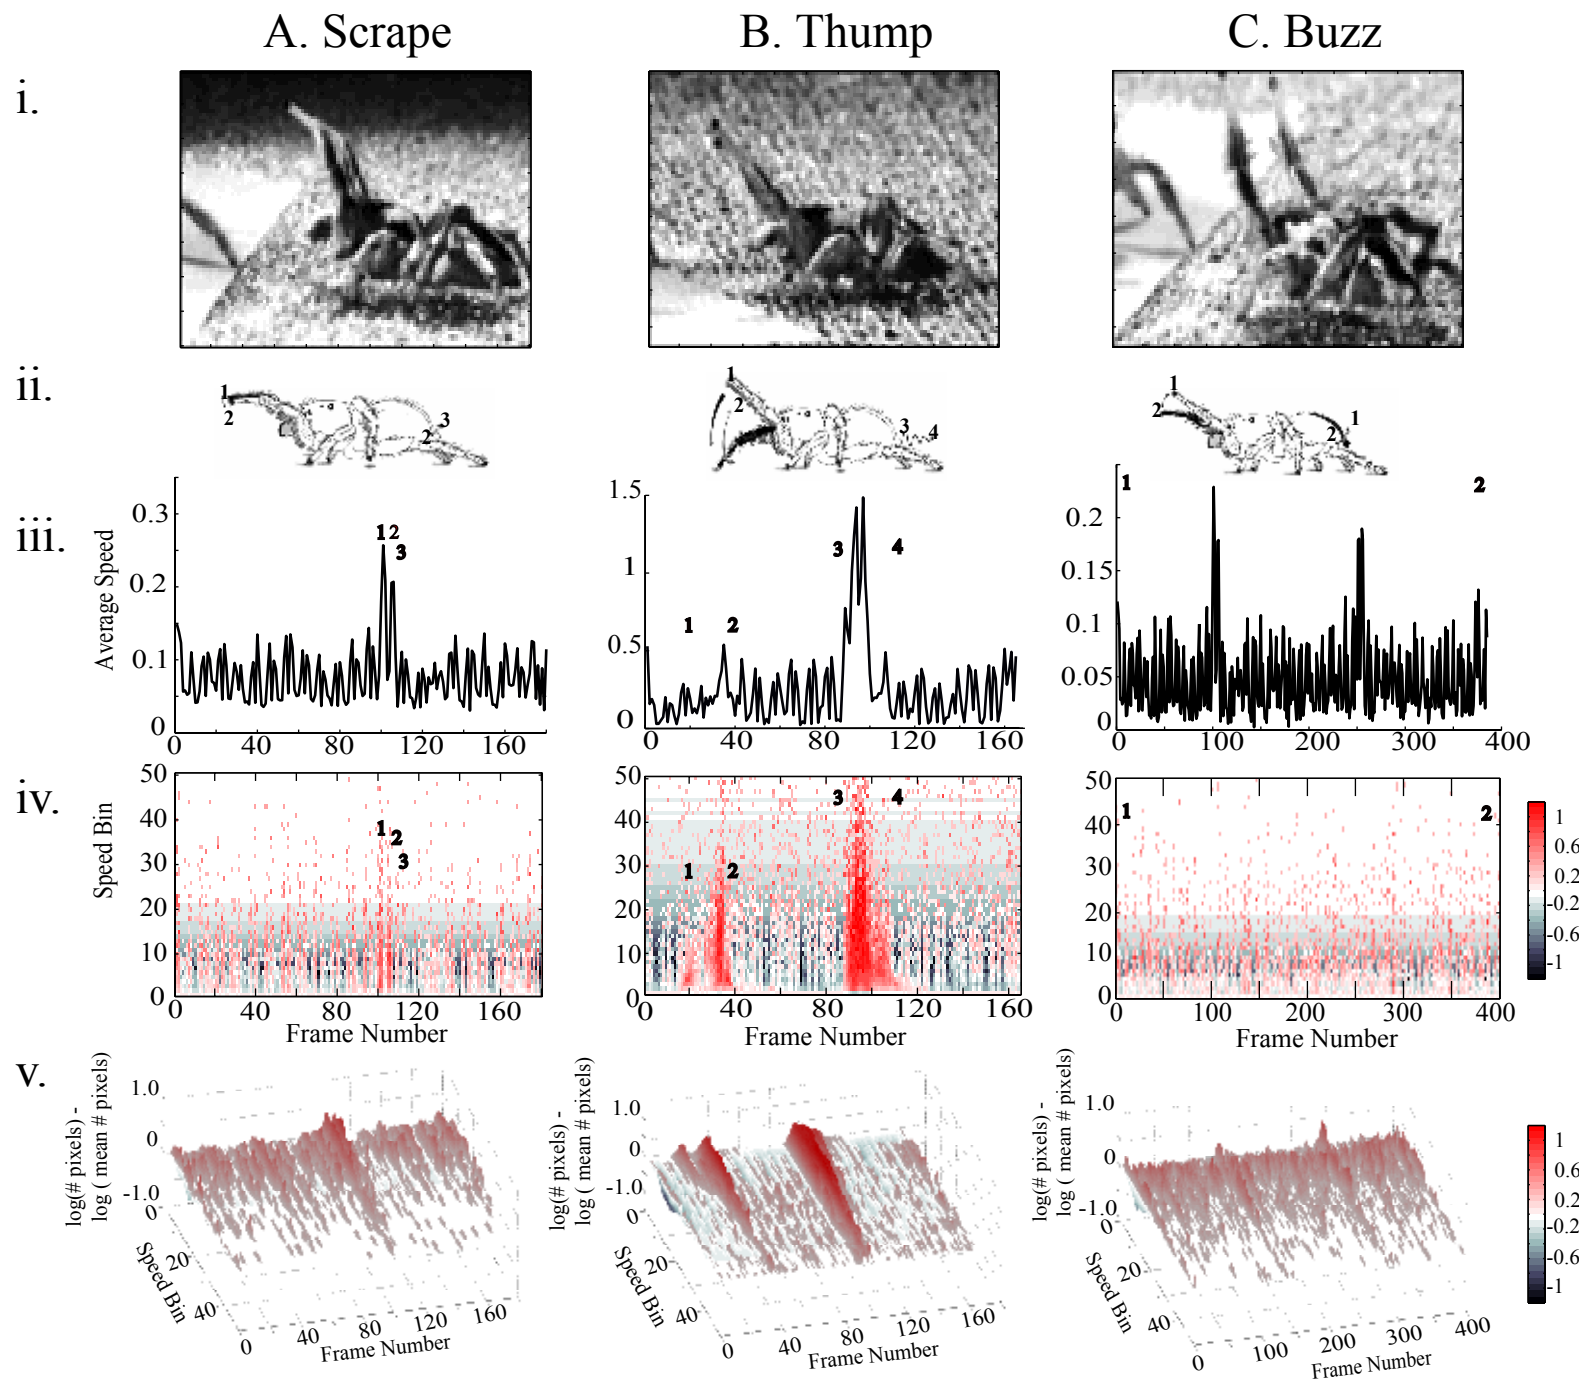 A. Scrape
B. Thump
C. Buzz
i.
ii.
1
2
3
2
1
2
3
4
1
2
1
2
iii.
Average Speed
0.3
0.2
0.1
0
1 2
3
0 40 80 120 160
1.5
1
0.5
0
1 2
3 4
0 40 80 120 160
0.2
0.15
0.1
0.05
0
1 2
0 100 200 300 400
iv.
Speed Bin
50
40
30
20
10
0
1
2
3
0 40 80 120 160
Frame Number
50
40
30
20
10
0
3 4
1 2
0 40 80 120 160
Frame Number
50
40
30
20
10
0
1 2
0 100 200 300 400
Frame Number
1
0.6
0.2
-0.2
-0.6
-1
v.
log(# pixels) -
log ( mean # pixels)
1.0
0
-1.0
0
20
40
Speed Bin
0 40 80 120 160
Frame Number
log(# pixels) -
log ( mean # pixels)
1.0
0
-1.0
0
20
40
Speed Bin
0 40 80 120 160
Frame Number
log(# pixels) -
log ( mean # pixels)
1.0
0
-1.0
0
20
40
Speed Bin
0 100 200 300 400
Frame Number
1
0.6
0.2
-0.2
-0.6
-1